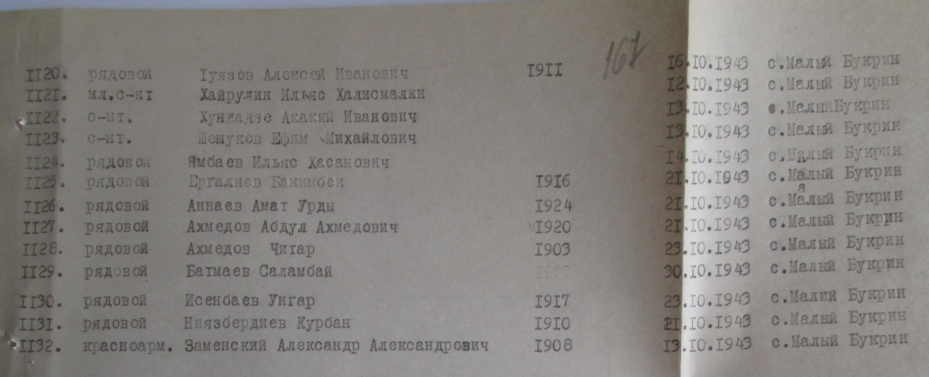 167
1120. рядовой Туязов Алексей Иванович 1911 16.10.1943 с.Малый Букрин
1121. мл.с-нт Хайрулин Ильяс Халисмалин 12.10.1943 с.Малый Букрин
1122. с-нт. Хунладзе Акакий Иванович 13.10.1943 с.МалыйБукрин
1123. с-нт. Шешуков Ефим Михайлович 13.10.1943 с.Малый Букрин
1124. рядовой Ямбаев Ильяс Хасанович 14.10.1943 с.Малый Букрин
1125. рядовой Ергалиев Бакимбек 1916 21.10.1943 с.Малый Букрин
1126. рядовой Аннаев Амат Урды 1924 21.10.1943 с.Малый Букрин
1127. рядовой Ахмедов Абдул Ахмедович 1920 21.10.1943 с.Малый Букрин
1128. рядовой Ахмедов Читар 1903 23.10.1943 с.Малый Букрин
1129. рядовой Батмаев Саламбай 30.10.1943 с.Малый Букрин
1130. рядовой Исенбаев Унгар 1917 23.10.1943 с.Малий Букрин
1131. рядовой Ниязбердиев Курбан 1910 21.10.1943 с.Малый Букрин
1132. красноарм. Заменский Александр Александрович 1908 13.10.1943 с.Малый Букрин